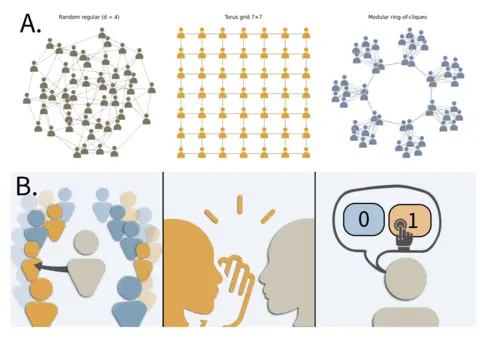 A.
Random regular (d = 4)
Torus grid 7×7
Modular ring-of-cliques
B.
0
1